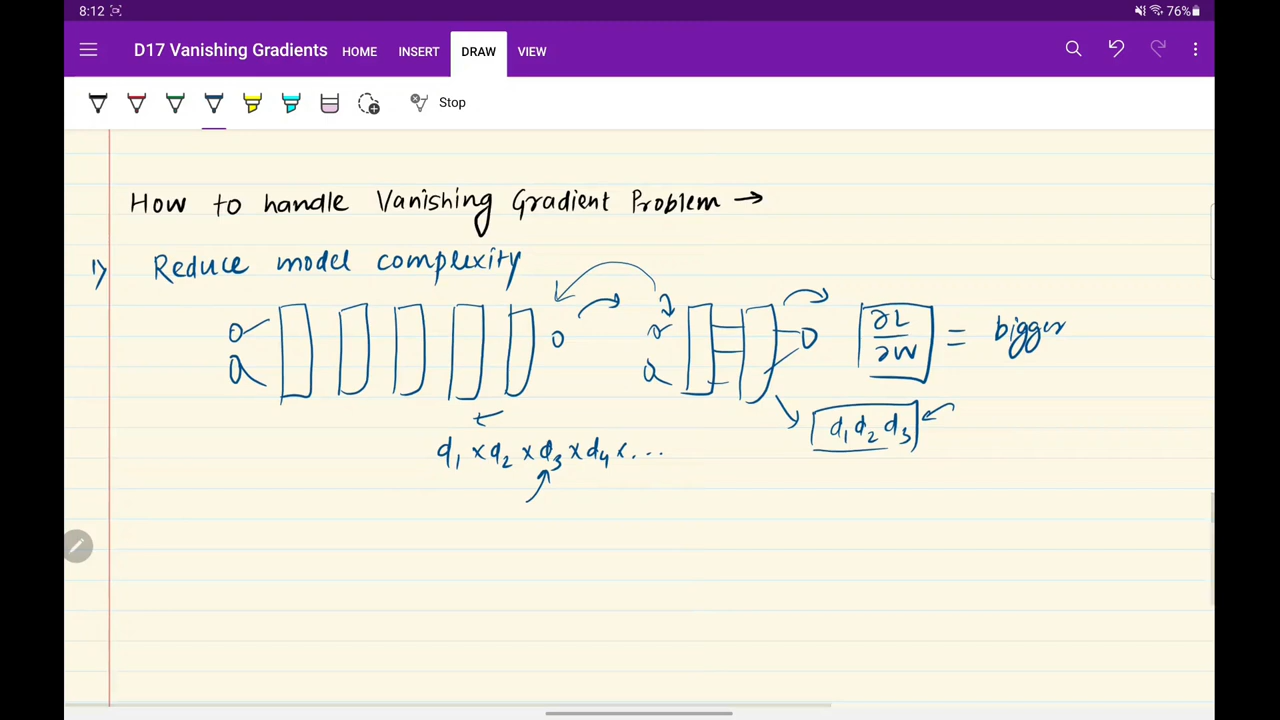 8:12 76%
D17 Vanishing Gradients HOME INSERT DRAW VIEW
Stop
How to handle Vanishing Gradient Problem →
1) Reduce model complexity
∂L/∂W = bigger
d₁ d₂ d₃
d₁ × d₂ × d₃ × d₄ × ...